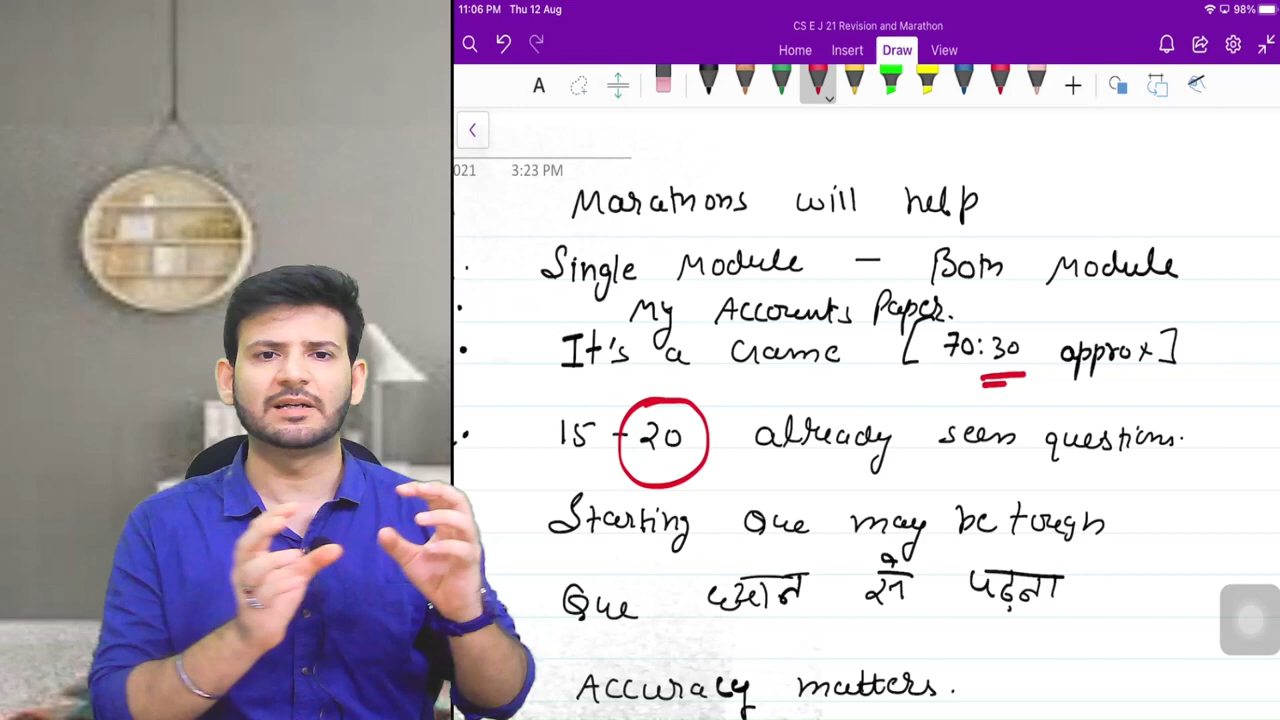 11:06 PM Thu 12 Aug 98%
CS E J 21 Revision and Marathon
Home Insert Draw View
A
021 3:23 PM
Marathons will help
Single Module - Both Module
My Accounts Paper.
It's a Game [70:30 approx]
15 - 20 already seen questions.
Starting Que may be tough
Que ध्यान से पढ़ना
Accuracy matters.